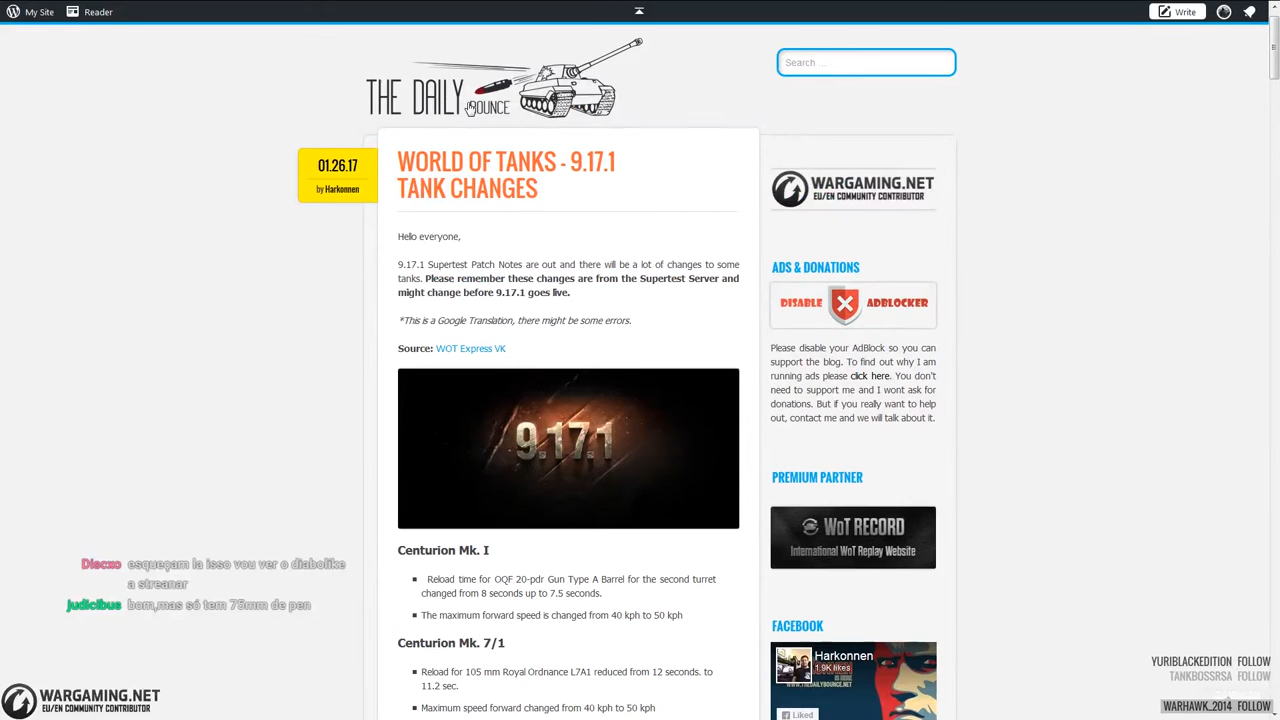 My Site
Reader
Write
THE DAILY BOUNCE
Search ...
01.26.17
by Harkonnen
WORLD OF TANKS - 9.17.1
TANK CHANGES
Hello everyone,
9.17.1 Supertest Patch Notes are out and there will be a lot of changes to some
tanks. Please remember these changes are from the Supertest Server and
might change before 9.17.1 goes live.
*This is a Google Translation, there might be some errors.
Source: WOT Express VK
9.17.1
Centurion Mk. I
Reload time for OQF 20-pdr Gun Type A Barrel for the second turret
changed from 8 seconds up to 7.5 seconds.
The maximum forward speed is changed from 40 kph to 50 kph
Centurion Mk. 7/1
Reload for 105 mm Royal Ordnance L7A1 reduced from 12 seconds. to
11.2 sec.
Maximum speed forward changed from 40 kph to 50 kph
WARGAMING.NET
EU/EN COMMUNITY CONTRIBUTOR
ADS & DONATIONS
DISABLE ADBLOCKER
Please disable your AdBlock so you can
support the blog. To find out why I am
running ads please click here. You don't
need to support me and I wont ask for
donations. But if you really want to help
out, contact me and we will talk about it.
PREMIUM PARTNER
WoT RECORD
International WoT Replay Website
FACEBOOK
Harkonnen
1.9K likes
WWW.THEDAILYBOUNCE.NET
Liked
Discxo esqueçam la isso vou ver o diabolike
a streanar
judicibus bom,mas só tem 75mm de pen
WARGAMING.NET
EU/EN COMMUNITY CONTRIBUTOR
YURIBLACKEDITION FOLLOW
TANKBOSSRSA FOLLOW
WARHAWK_2014 FOLLOW